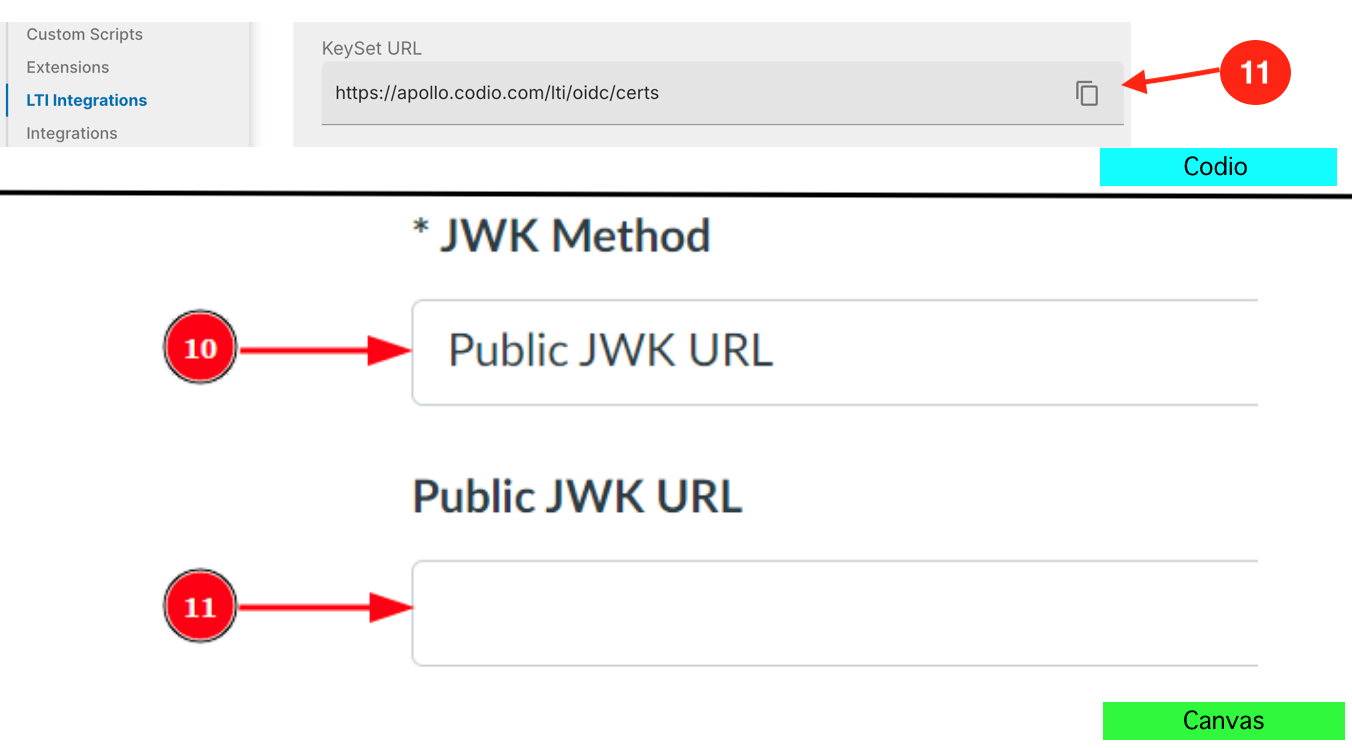 Custom Scripts
Extensions
LTI Integrations
Integrations
KeySet URL
https://apollo.codio.com/lti/oidc/certs
11
Codio
* JWK Method
10
Public JWK URL
Public JWK URL
11
Canvas